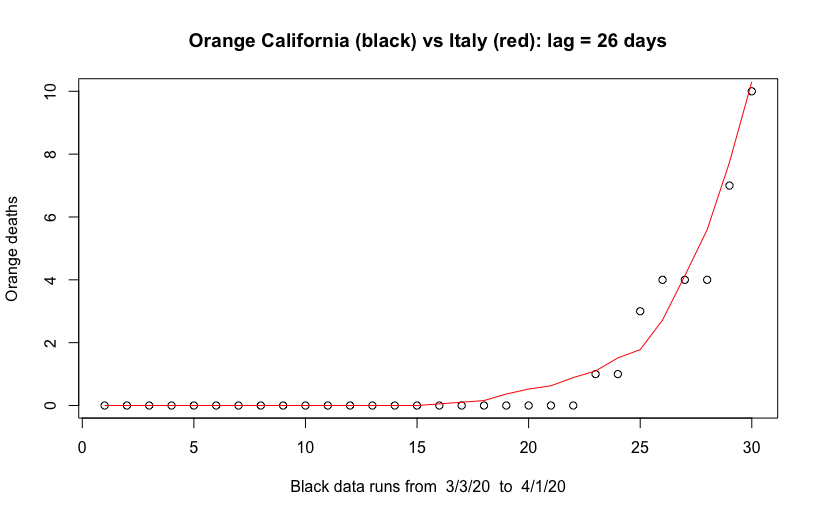 Orange California (black) vs Italy (red): lag = 26 days
Orange deaths
10
8
6
4
2
0
0 5 10 15 20 25 30
Black data runs from 3/3/20 to 4/1/20